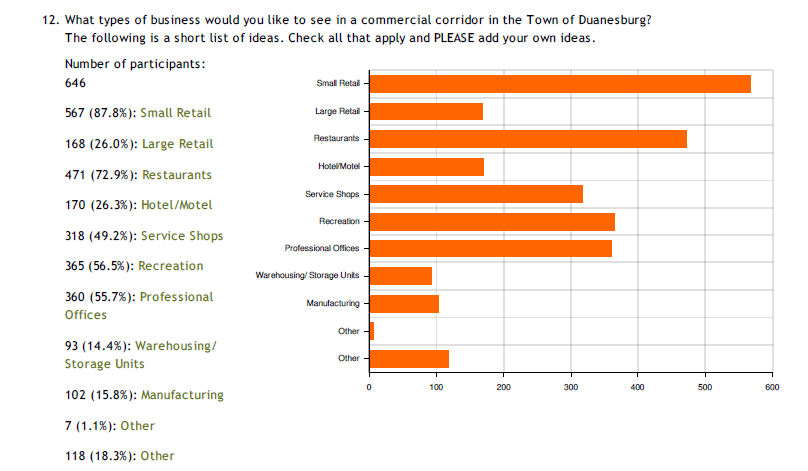 12. What types of business would you like to see in a commercial corridor in the Town of Duanesburg?
The following is a short list of ideas. Check all that apply and PLEASE add your own ideas.
Number of participants:
646
567 (87.8%): Small Retail
168 (26.0%): Large Retail
471 (72.9%): Restaurants
170 (26.3%): Hotel/Motel
318 (49.2%): Service Shops
365 (56.5%): Recreation
360 (55.7%): Professional
Offices
93 (14.4%): Warehousing/
Storage Units
102 (15.8%): Manufacturing
7 (1.1%): Other
118 (18.3%): Other
Small Retail
Large Retail
Restaurants
Hotel/Motel
Service Shops
Recreation
Professional Offices
Warehousing/ Storage Units
Manufacturing
Other
Other
0 100 200 300 400 500 600